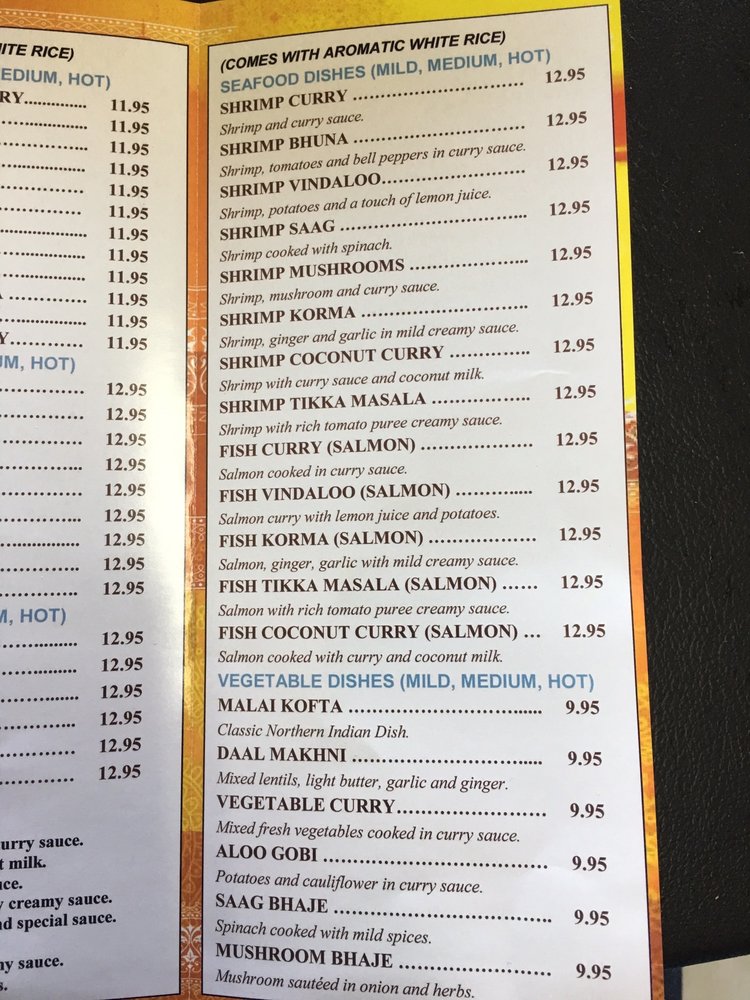 ITE RICE)
EDIUM, HOT)
RY.............. 11.95
11.95
11.95
11.95
11.95
11.95
11.95
11.95
11.95
11.95
11.95
Y............ 11.95
UM, HOT)
12.95
12.95
12.95
12.95
12.95
12.95
12.95
12.95
12.95
M, HOT)
12.95
12.95
12.95
12.95
12.95
12.95
urry sauce.
t milk.
uce.
y creamy sauce.
nd special sauce.
my sauce.
s.
(COMES WITH AROMATIC WHITE RICE)
SEAFOOD DISHES (MILD, MEDIUM, HOT)
SHRIMP CURRY ........................... 12.95
Shrimp and curry sauce.
SHRIMP BHUNA ........................... 12.95
Shrimp, tomatoes and bell peppers in curry sauce.
SHRIMP VINDALOO........................ 12.95
Shrimp, potatoes and a touch of lemon juice.
SHRIMP SAAG ............................. 12.95
Shrimp cooked with spinach.
SHRIMP MUSHROOMS .................... 12.95
Shrimp, mushroom and curry sauce.
SHRIMP KORMA ........................... 12.95
Shrimp, ginger and garlic in mild creamy sauce.
SHRIMP COCONUT CURRY .............. 12.95
Shrimp with curry sauce and coconut milk.
SHRIMP TIKKA MASALA ................. 12.95
Shrimp with rich tomato puree creamy sauce.
FISH CURRY (SALMON) ................... 12.95
Salmon cooked in curry sauce.
FISH VINDALOO (SALMON) .............. 12.95
Salmon curry with lemon juice and potatoes.
FISH KORMA (SALMON) .................. 12.95
Salmon, ginger, garlic with mild creamy sauce.
FISH TIKKA MASALA (SALMON) ...... 12.95
Salmon with rich tomato puree creamy sauce.
FISH COCONUT CURRY (SALMON) ... 12.95
Salmon cooked with curry and coconut milk.
VEGETABLE DISHES (MILD, MEDIUM, HOT)
MALAI KOFTA ............................... 9.95
Classic Northern Indian Dish.
DAAL MAKHNI .............................. 9.95
Mixed lentils, light butter, garlic and ginger.
VEGETABLE CURRY........................ 9.95
Mixed fresh vegetables cooked in curry sauce.
ALOO GOBI ................................... 9.95
Potatoes and cauliflower in curry sauce.
SAAG BHAJE .................................. 9.95
Spinach cooked with mild spices.
MUSHROOM BHAJE ........................ 9.95
Mushroom sautéed in onion and herbs.